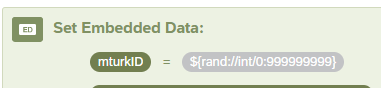 ED Set Embedded Data:
mturkID = ${rand://int/0:999999999}